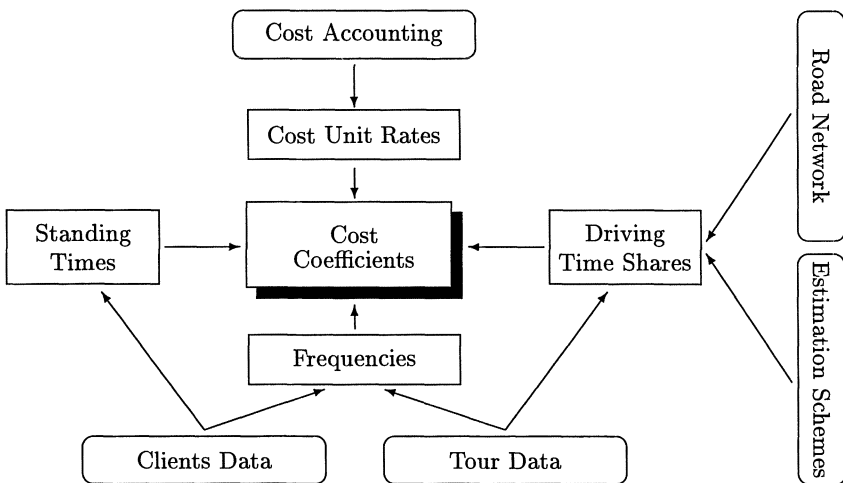 Cost Accounting
Road Network
Cost Unit Rates
Standing
Times
Cost
Coefficients
Driving
Time Shares
Estimation Schemes
Frequencies
Clients Data
Tour Data